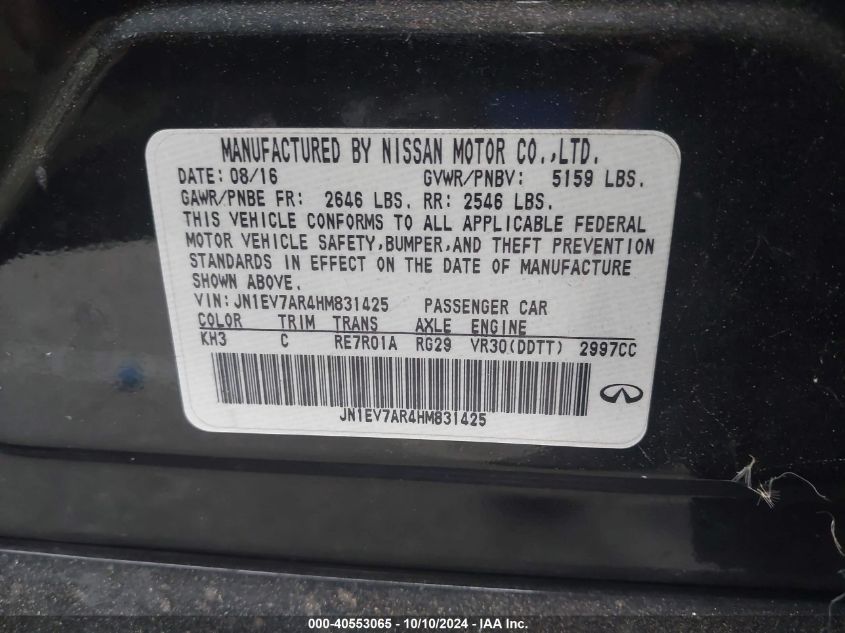 MANUFACTURED BY NISSAN MOTOR CO.,LTD.
DATE: 08/16 GVWR/PNBV: 5159 LBS.
GAWR/PNBE FR: 2646 LBS. RR: 2546 LBS.
THIS VEHICLE CONFORMS TO ALL APPLICABLE FEDERAL
MOTOR VEHICLE SAFETY,BUMPER,AND THEFT PREVENTION
STANDARDS IN EFFECT ON THE DATE OF MANUFACTURE
SHOWN ABOVE.
VIN:JN1EV7AR4HM831425 PASSENGER CAR
COLOR TRIM TRANS AXLE ENGINE
KH3 C RE7R01A RG29 VR30(DDTT) 2997CC
JN1EV7AR4HM831425
000-40553065 - 10/10/2024 - IAA Inc.